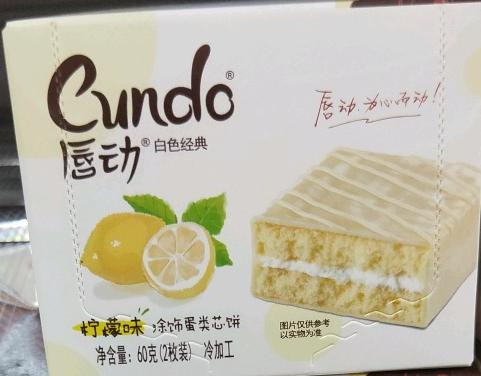 Cundo®
唇动® 白色经典
唇动,为心而动!
柠檬味 涂饰蛋类芯饼
净含量: 60克(2枚装) 冷加工
图片仅供参考
以实物为准